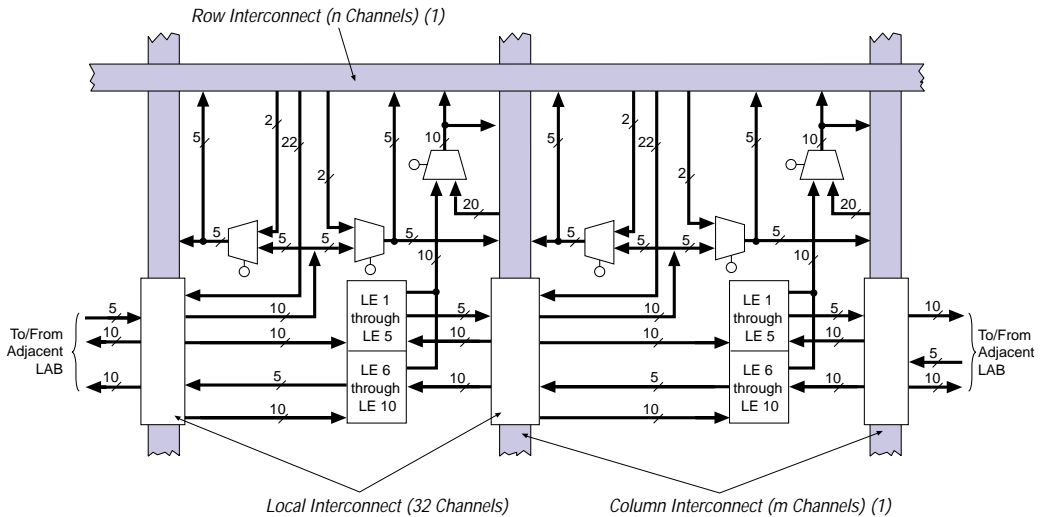 Row Interconnect (n Channels) (1)
5
2
22
2
5
10
20
5
5
5
5
10
5
2
22
2
5
10
20
5
5
5
5
10
To/From
Adjacent
LAB
5
10
10
10
10
5
10
LE 1
through
LE 5
LE 6
through
LE 10
5
10
10
10
10
5
10
LE 1
through
LE 5
LE 6
through
LE 10
5
10
10
10
5
10
To/From
Adjacent
LAB
Local Interconnect (32 Channels)
Column Interconnect (m Channels) (1)